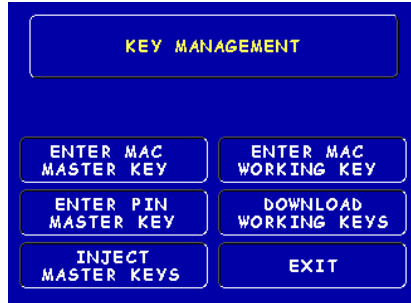 KEY MANAGEMENT
ENTER MAC
MASTER KEY
ENTER MAC
WORKING KEY
ENTER PIN
MASTER KEY
DOWNLOAD
WORKING KEYS
INJECT
MASTER KEYS
EXIT